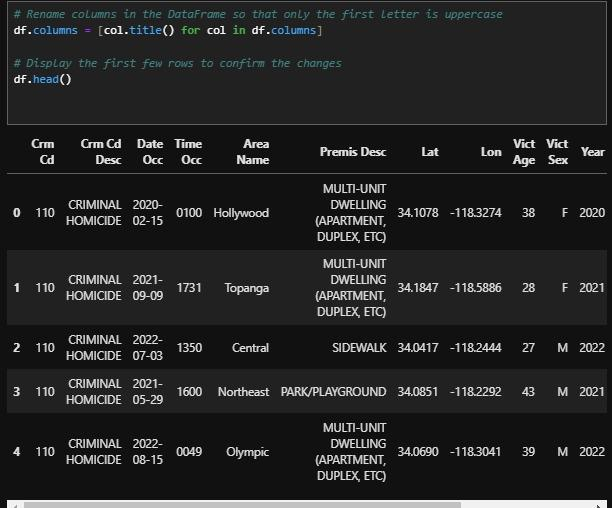 # Rename columns in the DataFrame so that only the first letter is uppercase
df.columns = [col.title() for col in df.columns]
# Display the first few rows to confirm the changes
df.head()
Crm Cd Crm Cd Desc Date Occ Time Occ Area Name Premis Desc Lat Lon Vict Age Vict Sex Year
0 110 CRIMINAL HOMICIDE 2020-02-15 0100 Hollywood MULTI-UNIT DWELLING (APARTMENT, DUPLEX, ETC) 34.1078 -118.3274 38 F 2020
1 110 CRIMINAL HOMICIDE 2021-09-09 1731 Topanga MULTI-UNIT DWELLING (APARTMENT, DUPLEX, ETC) 34.1847 -118.5886 28 F 2021
2 110 CRIMINAL HOMICIDE 2022-07-03 1350 Central SIDEWALK 34.0417 -118.2444 27 M 2022
3 110 CRIMINAL HOMICIDE 2021-05-29 1600 Northeast PARK/PLAYGROUND 34.0851 -118.2292 43 M 2021
4 110 CRIMINAL HOMICIDE 2022-08-15 0049 Olympic MULTI-UNIT DWELLING (APARTMENT, DUPLEX, ETC) 34.0690 -118.3041 39 M 2022